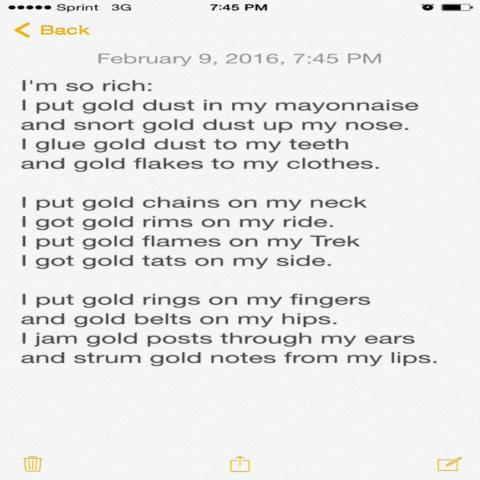 Sprint 3G 7:45 PM
Back
February 9, 2016, 7:45 PM
I'm so rich:
I put gold dust in my mayonnaise
and snort gold dust up my nose.
I glue gold dust to my teeth
and gold flakes to my clothes.
I put gold chains on my neck
I got gold rims on my ride.
I put gold flames on my Trek
I got gold tats on my side.
I put gold rings on my fingers
and gold belts on my hips.
I jam gold posts through my ears
and strum gold notes from my lips.